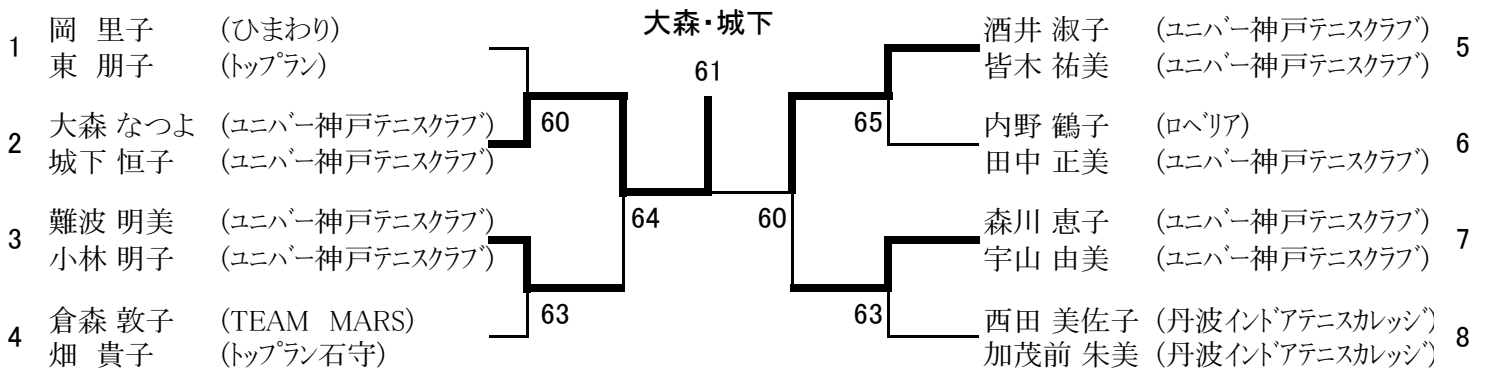 大森・城下
61
1
岡 里子 (ひまわり)
東 朋子 (トップラン)
60
2
大森 なつよ (ユニバー神戸テニスクラブ)
城下 恒子 (ユニバー神戸テニスクラブ)
64
3
難波 明美 (ユニバー神戸テニスクラブ)
小林 明子 (ユニバー神戸テニスクラブ)
63
4
倉森 敦子 (TEAM MARS)
畑 貴子 (トップラン石守)
酒井 淑子 (ユニバー神戸テニスクラブ)
皆木 祐美 (ユニバー神戸テニスクラブ)
5
65
内野 鶴子 (ロベリア)
田中 正美 (ユニバー神戸テニスクラブ)
6
60
森川 恵子 (ユニバー神戸テニスクラブ)
宇山 由美 (ユニバー神戸テニスクラブ)
7
63
西田 美佐子 (丹波インドアテニスカレッジ)
加茂前 朱美 (丹波インドアテニスカレッジ)
8